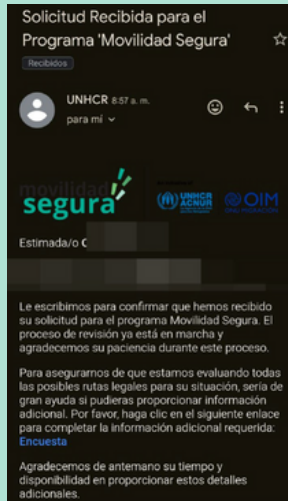 Solicitud Recibida para el
Programa 'Movilidad Segura'
Recibidos
UNHCR 8:57 a. m.
para mí
movilidad
segura
UNHCR
ACNUR
OIM
ONU MIGRACIÓN
Estimada/o
Le escribimos para confirmar que hemos recibido
su solicitud para el programa Movilidad Segura. El
proceso de revisión ya está en marcha y
agradecemos su paciencia durante este proceso.
Para asegurarnos de que estamos evaluando todas
las posibles rutas legales para su situación, sería de
gran ayuda si pudieras proporcionar información
adicional. Por favor, haga clic en el siguiente enlace
para completar la información adicional requerida:
Encuesta
Agradecemos de antemano su tiempo y
disponibilidad en proporcionar estos detalles
adicionales.